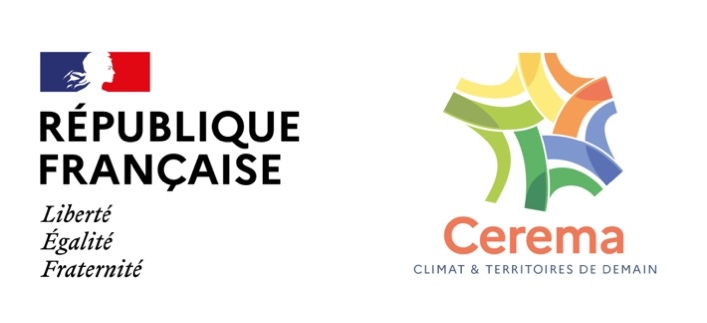 RÉPUBLIQUE
FRANÇAISE
Liberté
Égalité
Fraternité
Cerema
CLIMAT & TERRITOIRES DE DEMAIN